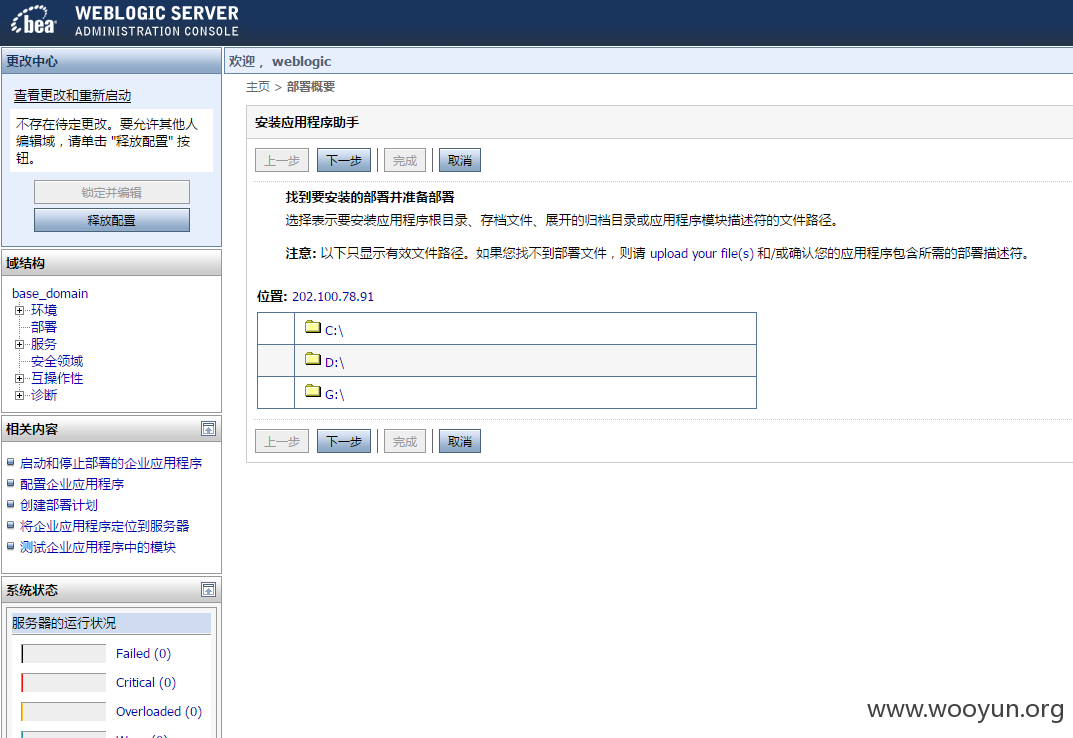 bea
WEBLOGIC SERVER
ADMINISTRATION CONSOLE
更改中心
查看更改和重新启动
不存在待定更改。要允许其他人
编辑域，请单击 "释放配置" 按
钮。
锁定并编辑
释放配置
域结构
base_domain
环境
部署
服务
安全领域
互操作性
诊断
相关内容
启动和停止部署的企业应用程序
配置企业应用程序
创建部署计划
将企业应用程序定位到服务器
测试企业应用程序中的模块
系统状态
服务器的运行状况
Failed (0)
Critical (0)
Overloaded (0)
欢迎， weblogic
主页 > 部署概要
安装应用程序助手
上一步 下一步 完成 取消
找到要安装的部署并准备部署
选择表示要安装应用程序根目录、存档文件、展开的归档目录或应用程序模块描述符的文件路径。
注意: 以下只显示有效文件路径。如果您找不到部署文件，则请 upload your file(s) 和/或确认您的应用程序包含所需的部署描述符。
位置: 202.100.78.91
C:\
D:\
G:\
上一步 下一步 完成 取消
www.wooyun.org